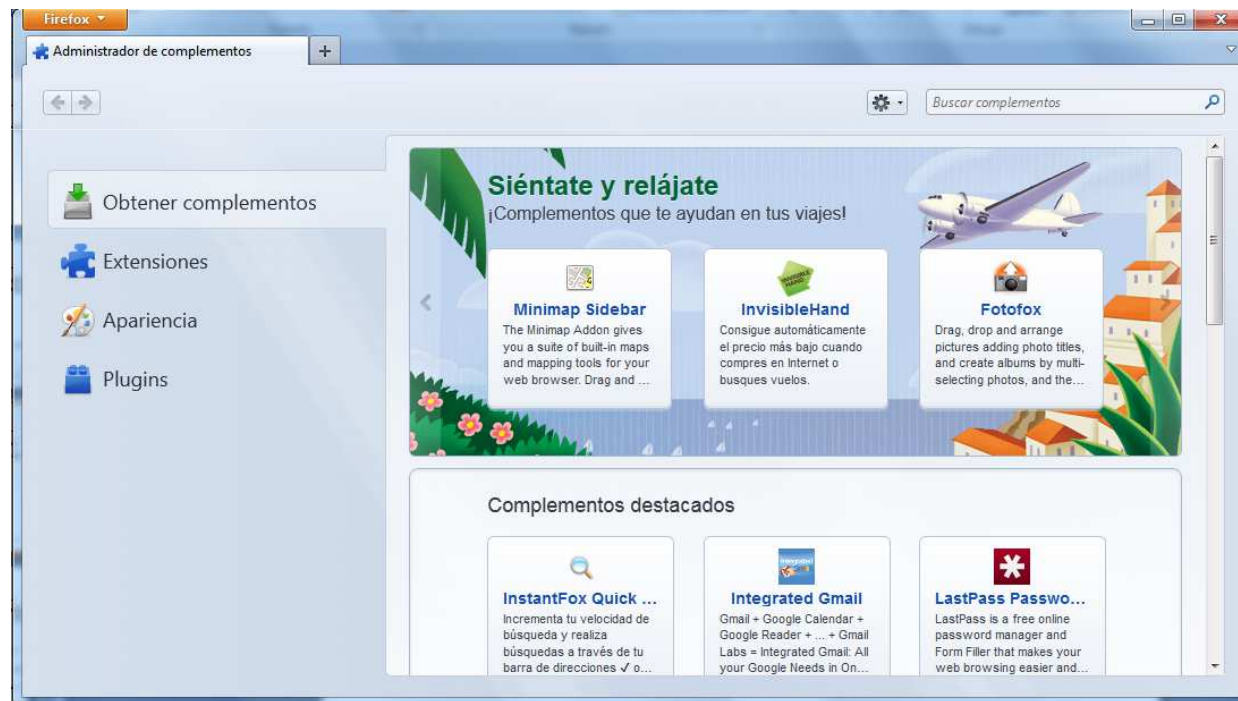 Firefox
Administrador de complementos
Buscar complementos
Obtener complementos
Extensiones
Apariencia
Plugins
Siéntate y relájate
¡Complementos que te ayudan en tus viajes!
Minimap Sidebar
The Minimap Addon gives
you a suite of built-in maps
and mapping tools for your
web browser. Drag and ...
INVISIBLE
HAND
InvisibleHand
Consigue automáticamente
el precio más bajo cuando
compres en Internet o
busques vuelos.
Fotofox
Drag, drop and arrange
pictures adding photo titles,
and create albums by multi-
selecting photos, and the...
Complementos destacados
InstantFox Quick ...
Incrementa tu velocidad de
búsqueda y realiza
búsquedas a través de tu
barra de direcciones ✓ o...
Integrated
Integrated Gmail
Gmail + Google Calendar +
Google Reader + ... + Gmail
Labs = Integrated Gmail: All
your Google Needs in On...
LastPass Passwo...
LastPass is a free online
password manager and
Form Filler that makes your
web browsing easier and...